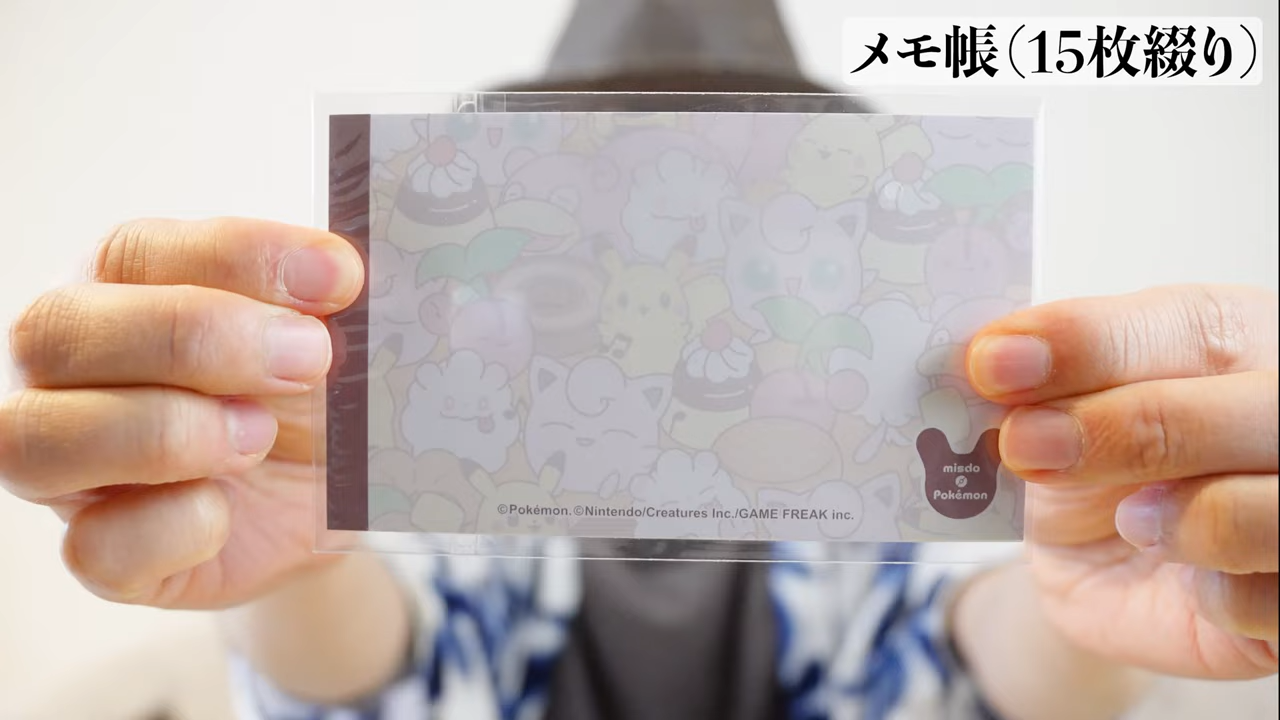 メモ帳（15枚綴り）
misdo
Pokémon
©Pokémon. ©Nintendo/Creatures Inc./GAME FREAK inc.